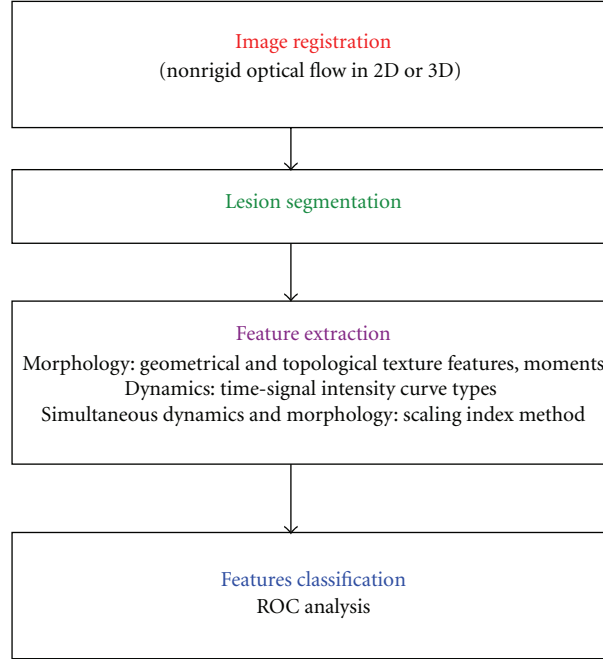 Image registration
(nonrigid optical flow in 2D or 3D)
Lesion segmentation
Feature extraction
Morphology: geometrical and topological texture features, moments
Dynamics: time-signal intensity curve types
Simultaneous dynamics and morphology: scaling index method
Features classification
ROC analysis